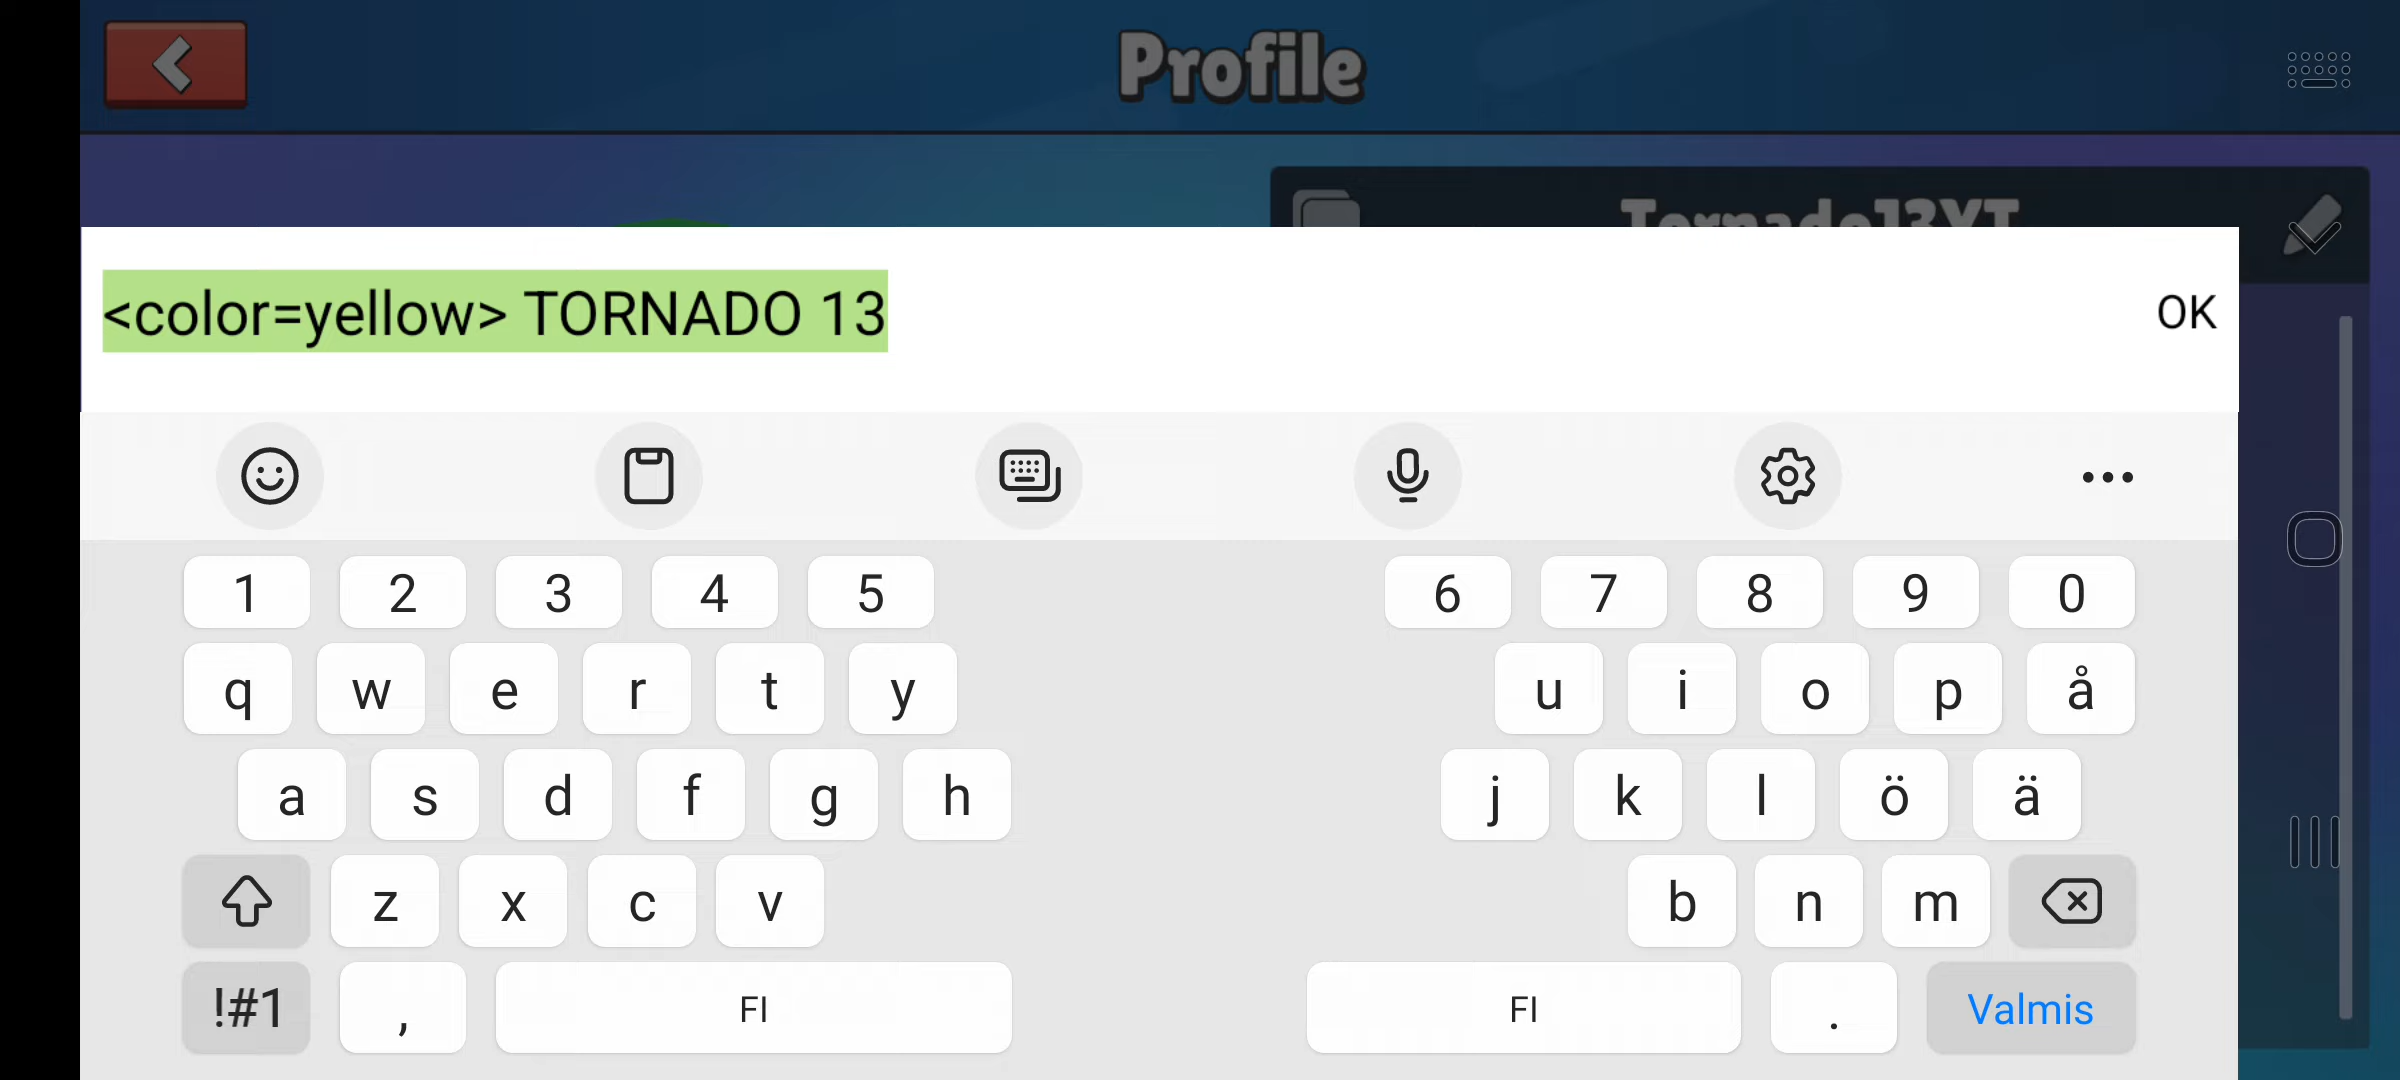 Profile
Tornado13YT
<color=yellow> TORNADO 13
OK
1 2 3 4 5 6 7 8 9 0
q w e r t y u i o p å
a s d f g h j k l ö ä
z x c v b n m
!#1 , FI FI . Valmis